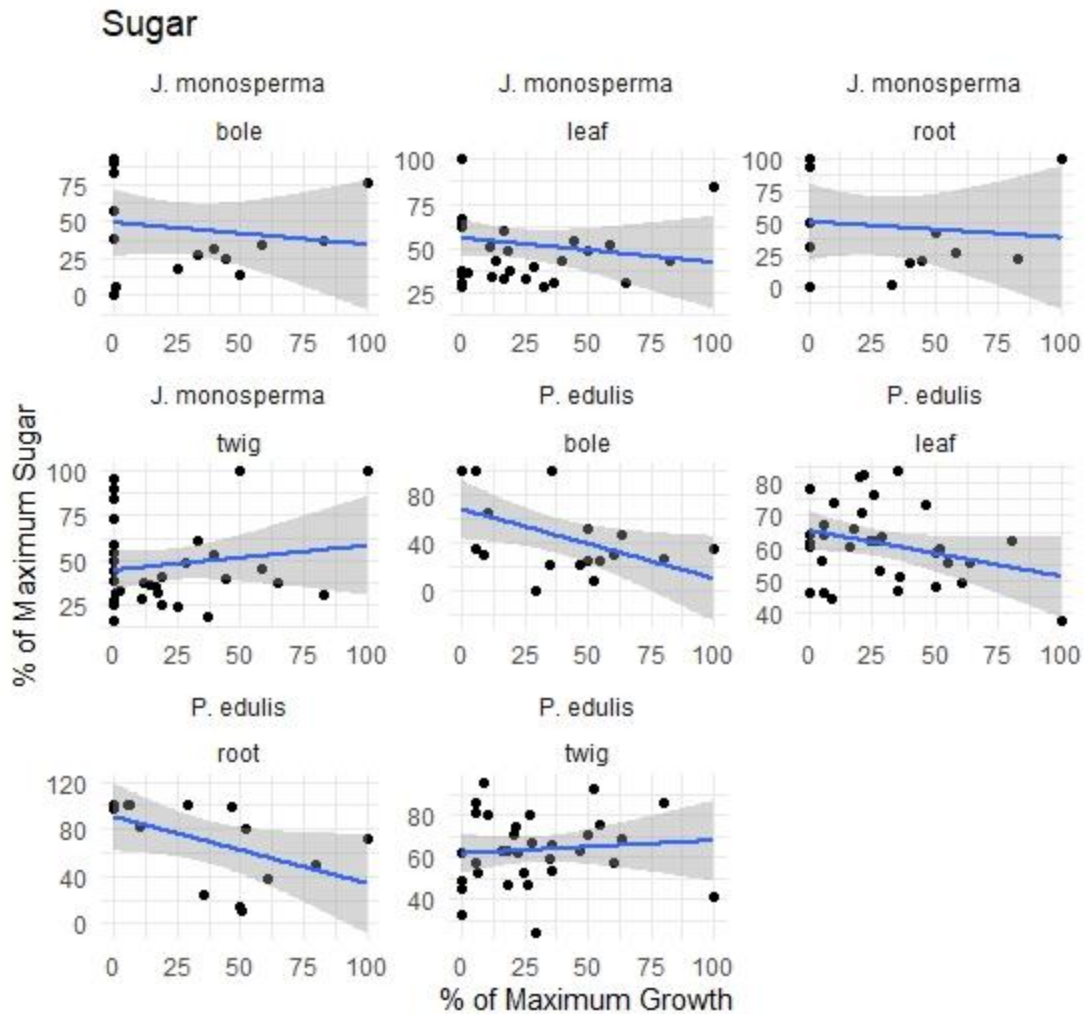 Sugar
J. monosperma J. monosperma J. monosperma
bole leaf root
75
50
25
0
100
75
50
25
100
75
50
25
0
0 25 50 75 100 0 25 50 75 100 0 25 50 75 100
% of Maximum Sugar
J. monosperma P. edulis P. edulis
twig bole leaf
100
75
50
25
80
40
0
80
70
60
50
40
0 25 50 75 100 0 25 50 75 100 0 25 50 75 100
P. edulis P. edulis
root twig
120
80
40
0
80
60
40
0 25 50 75 100 0 25 50 75 100
% of Maximum Growth